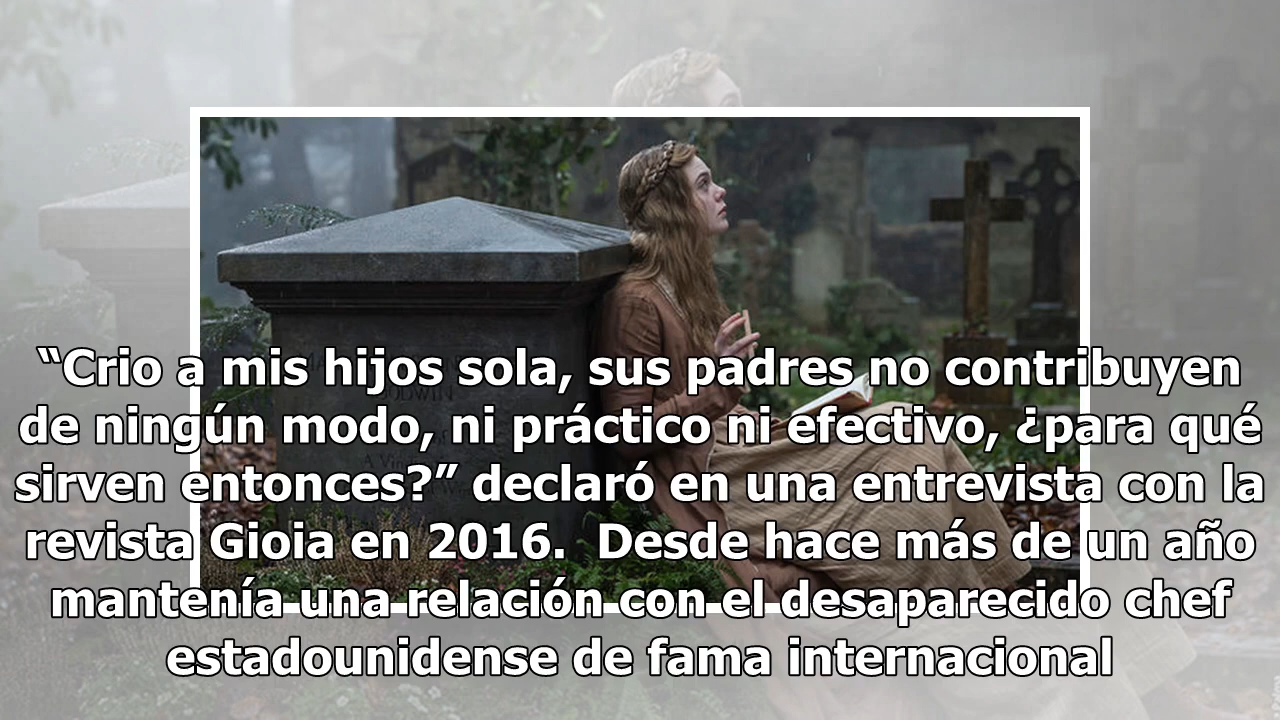 “Crio a mis hijos sola, sus padres no contribuyen
de ningún modo, ni práctico ni efectivo, ¿para qué
sirven entonces?” declaró en una entrevista con la
revista Gioia en 2016.  Desde hace más de un año
mantenía una relación con el desaparecido chef
estadounidense de fama internacional
GODWIN